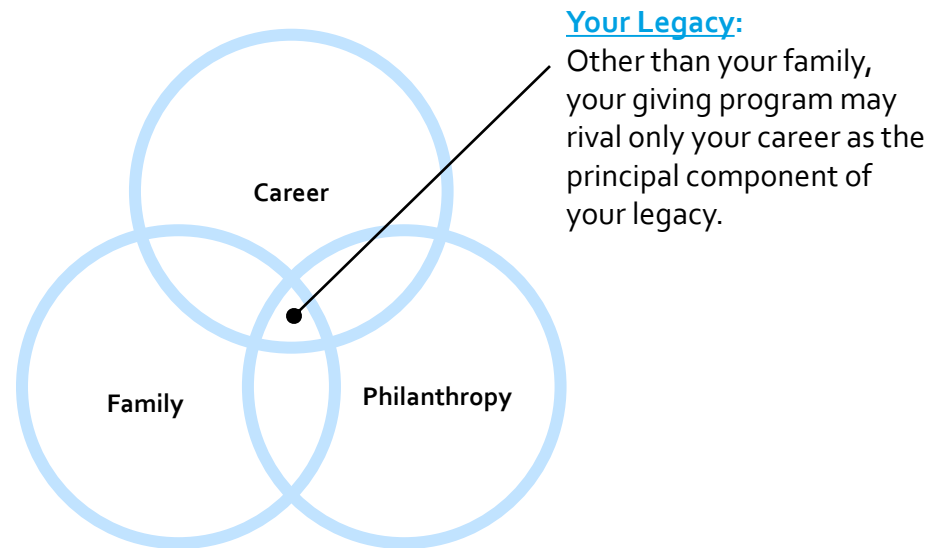 Your Legacy:
Other than your family,
your giving program may
rival only your career as the
principal component of
your legacy.
Career
Family
Philanthropy